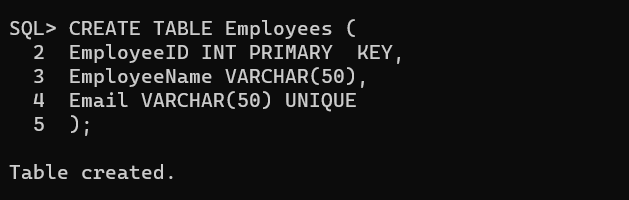 SQL> CREATE TABLE Employees (
  2  EmployeeID INT PRIMARY  KEY,
  3  EmployeeName VARCHAR(50),
  4  Email VARCHAR(50) UNIQUE
  5  );

Table created.